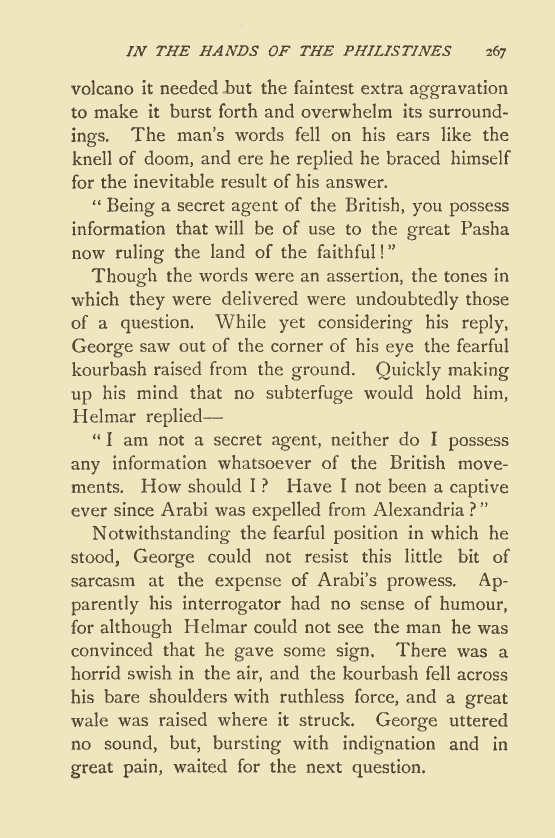 IN THE HANDS OF THE PHILISTINES 267
volcano it needed but the faintest extra aggravation
to make it burst forth and overwhelm its surround-
ings. The man's words fell on his ears like the
knell of doom, and ere he replied he braced himself
for the inevitable result of his answer.
"Being a secret agent of the British, you possess
information that will be of use to the great Pasha
now ruling the land of the faithful!"
Though the words were an assertion, the tones in
which they were delivered were undoubtedly those
of a question. While yet considering his reply,
George saw out of the corner of his eye the fearful
kourbash raised from the ground. Quickly making
up his mind that no subterfuge would hold him,
Helmar replied—
"I am not a secret agent, neither do I possess
any information whatsoever of the British move-
ments. How should I? Have I not been a captive
ever since Arabi was expelled from Alexandria?"
Notwithstanding the fearful position in which he
stood, George could not resist this little bit of
sarcasm at the expense of Arabi's prowess. Ap-
parently his interrogator had no sense of humour,
for although Helmar could not see the man he was
convinced that he gave some sign. There was a
horrid swish in the air, and the kourbash fell across
his bare shoulders with ruthless force, and a great
wale was raised where it struck. George uttered
no sound, but, bursting with indignation and in
great pain, waited for the next question.